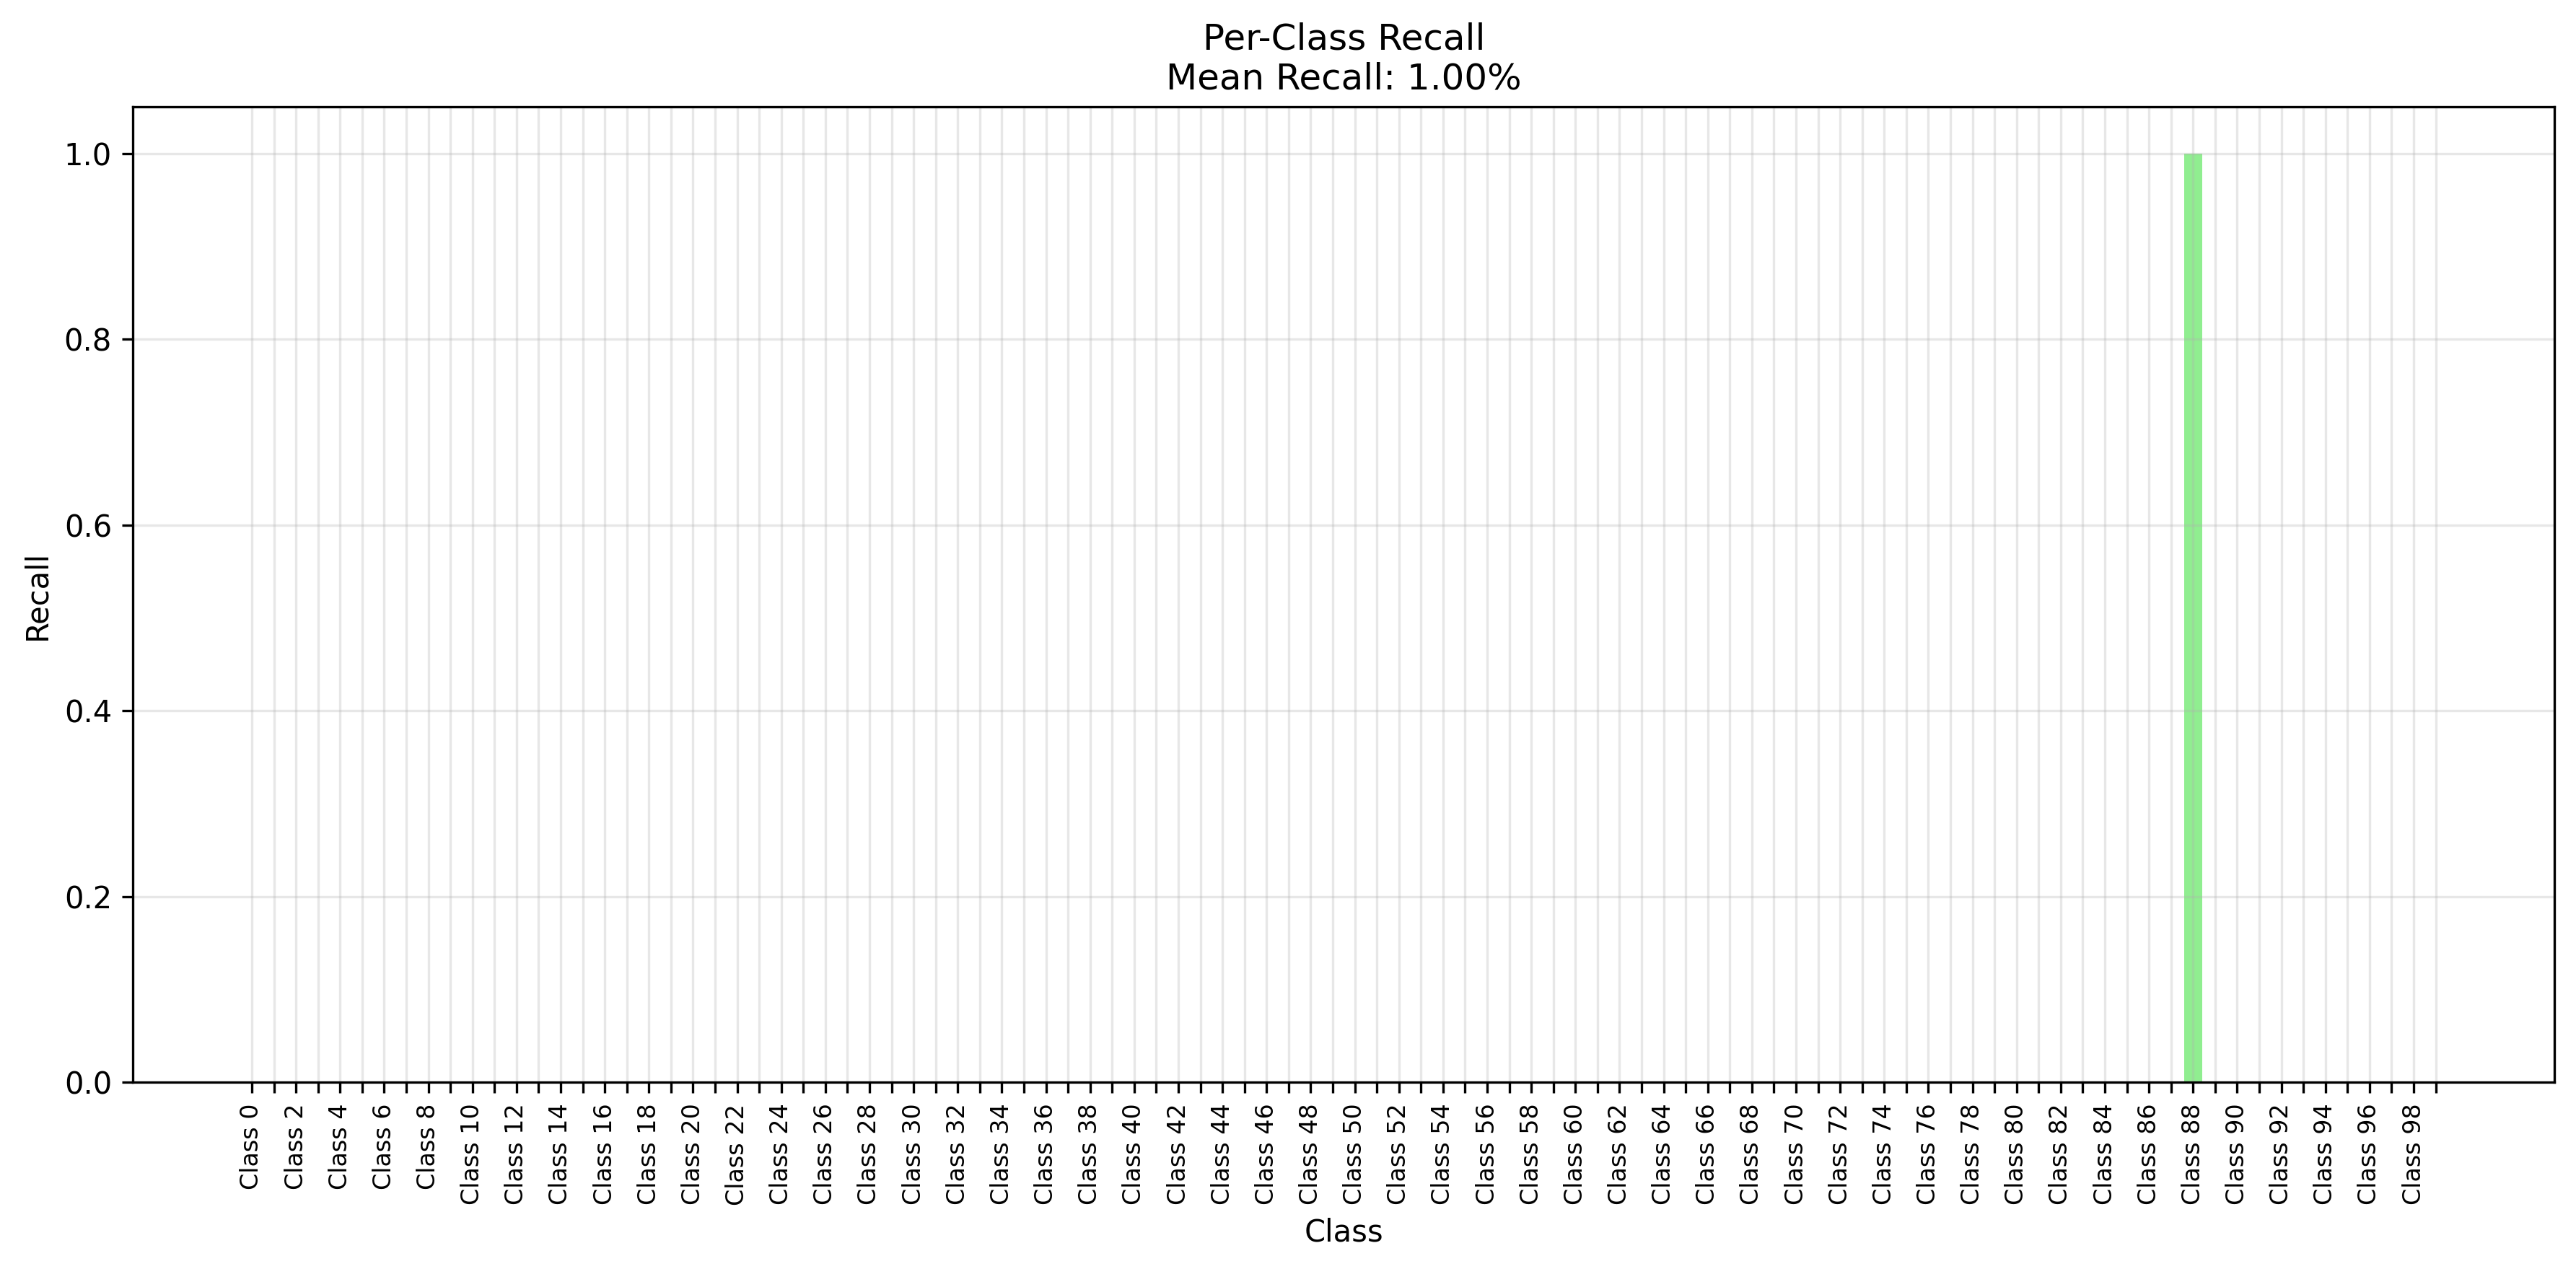 Per-Class Recall
Mean Recall: 1.00%
1.0
0.8
0.6
0.4
0.2
0.0
Recall
Class 0
Class 2
Class 4
Class 6
Class 8
Class 10
Class 12
Class 14
Class 16
Class 18
Class 20
Class 22
Class 24
Class 26
Class 28
Class 30
Class 32
Class 34
Class 36
Class 38
Class 40
Class 42
Class 44
Class 46
Class 48
Class 50
Class 52
Class 54
Class 56
Class 58
Class 60
Class 62
Class 64
Class 66
Class 68
Class 70
Class 72
Class 74
Class 76
Class 78
Class 80
Class 82
Class 84
Class 86
Class 88
Class 90
Class 92
Class 94
Class 96
Class 98
Class